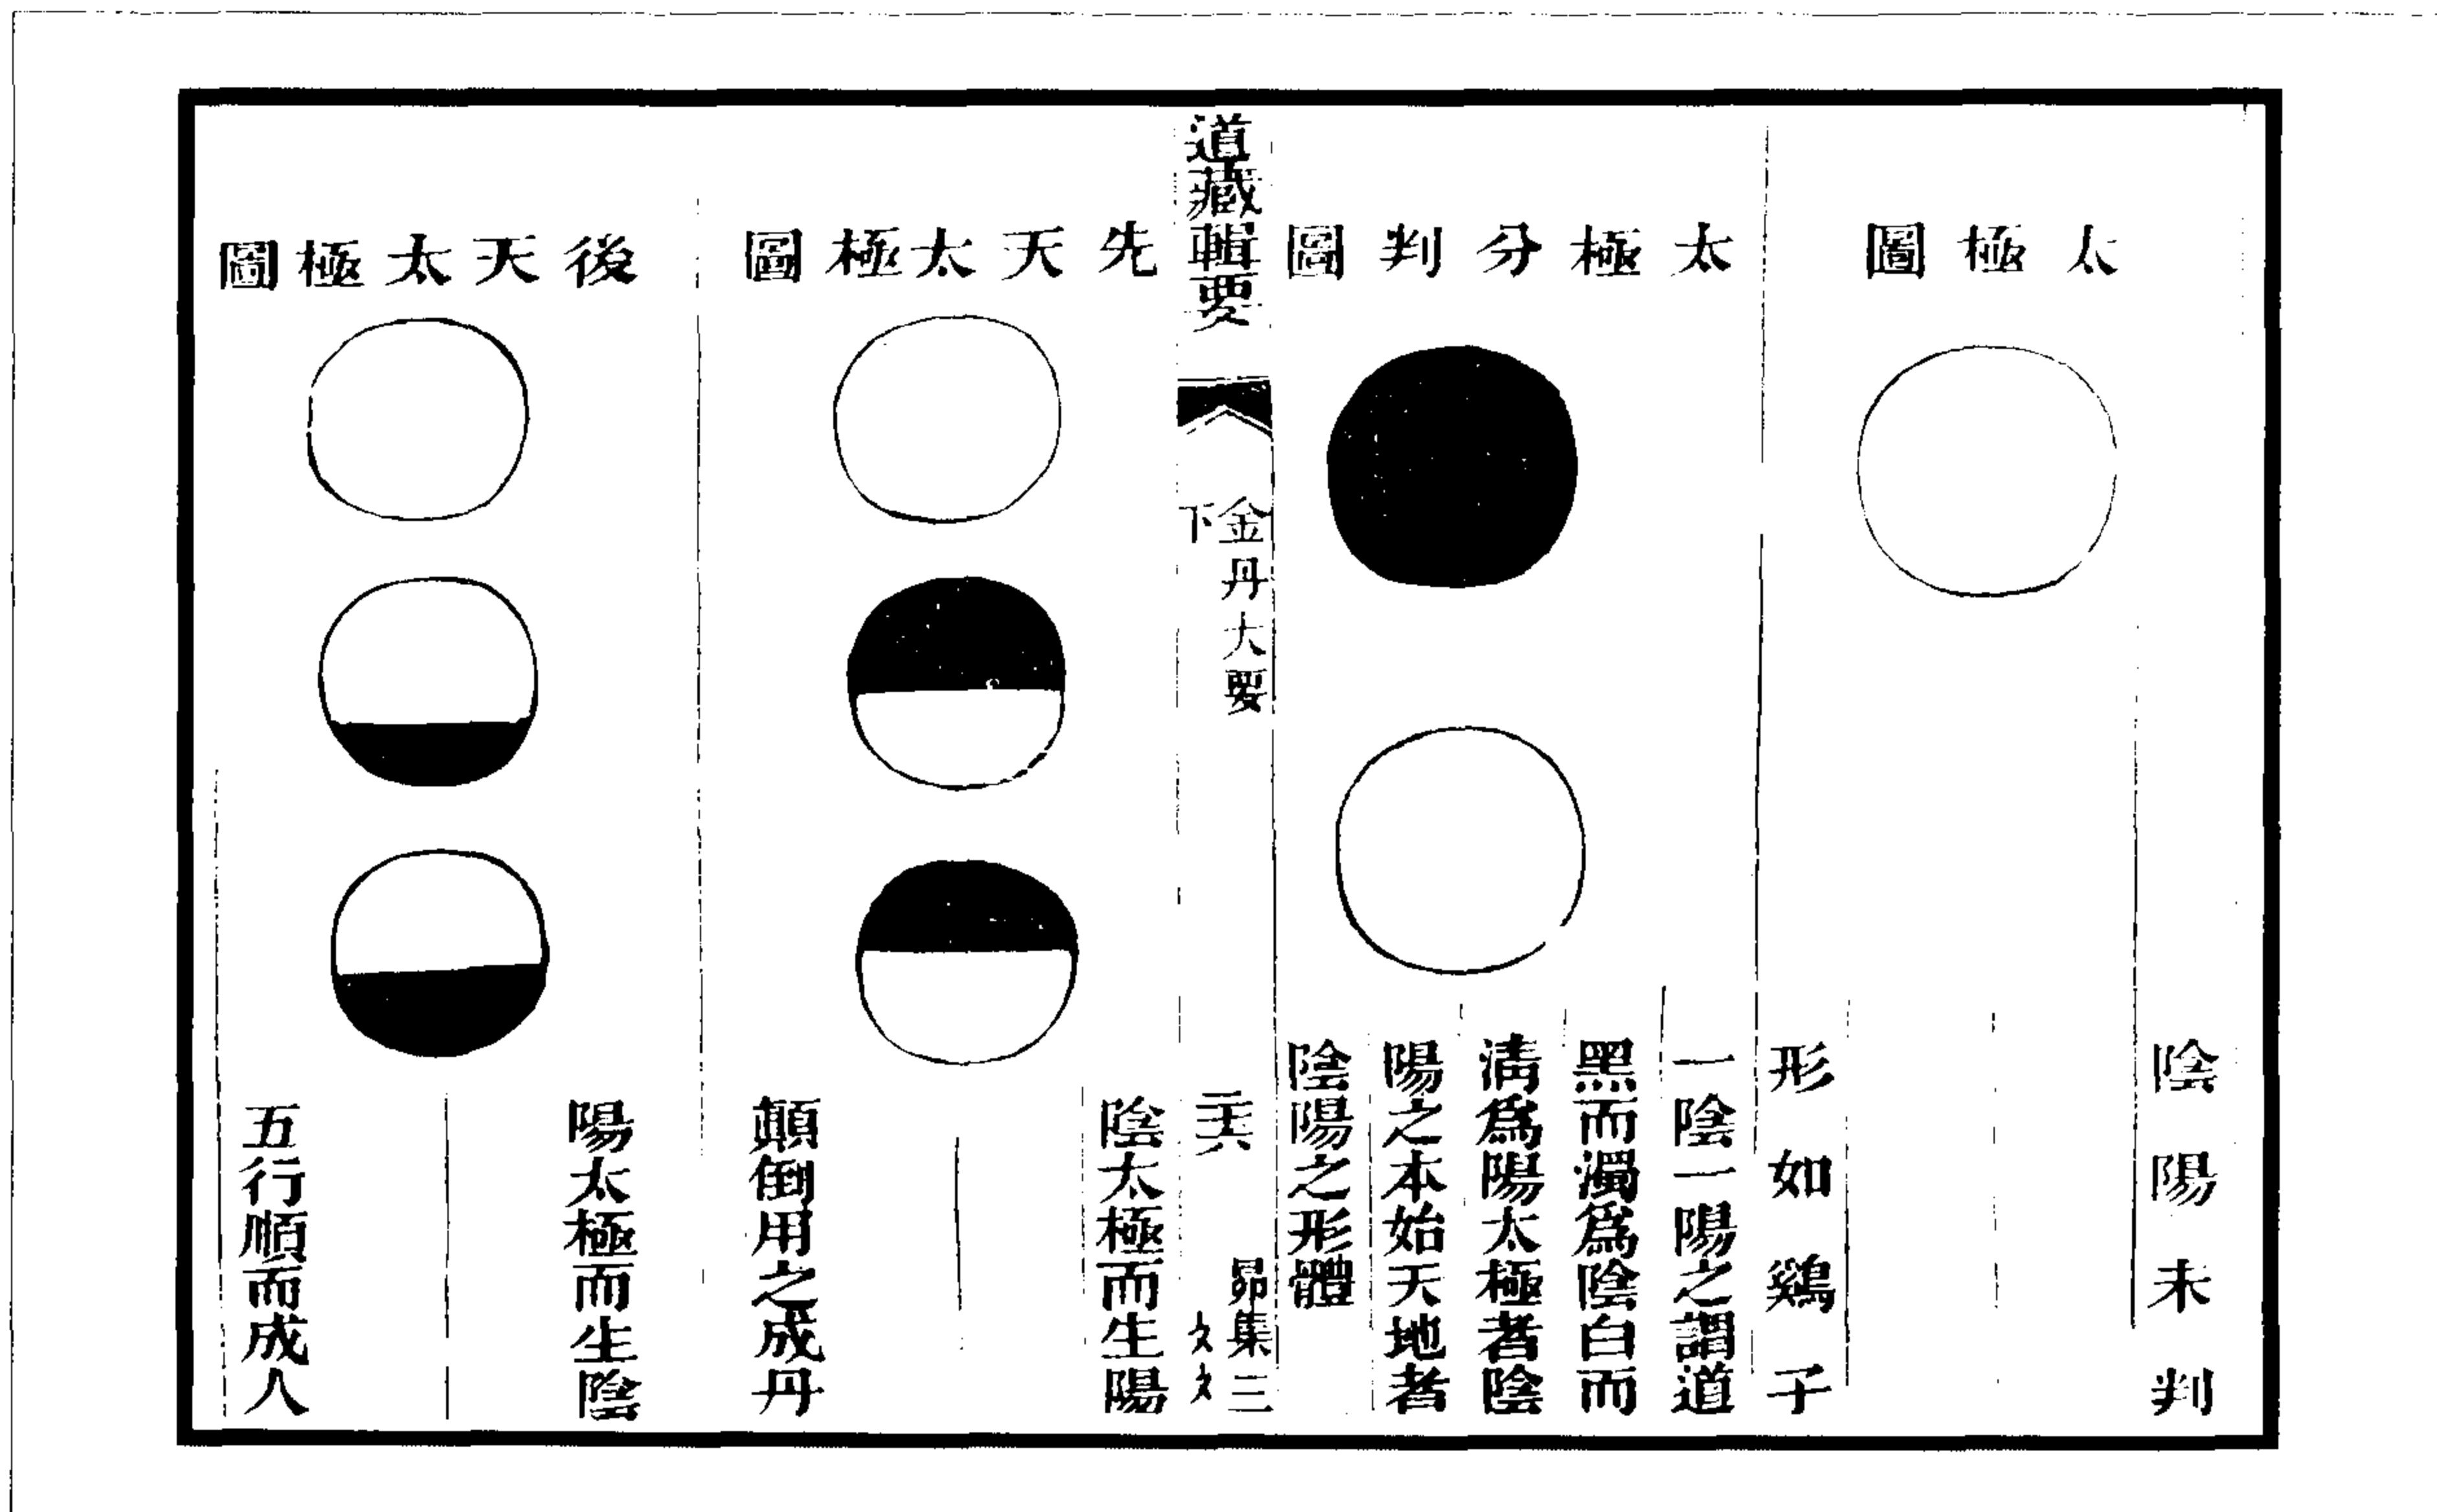 太極圖
陰陽未判
形如鷄子
太極分判圖
一陰一陽之謂道
黑而濁爲陰白而
清爲陽太極者陰
陽之本始天地者
陰陽之形體
道藏輯要
金丹大要
下
昴集三
先天太極圖
陰太極而生陽
顛倒用之成丹
後天太極圖
陽太極而生陰
五行順而成人